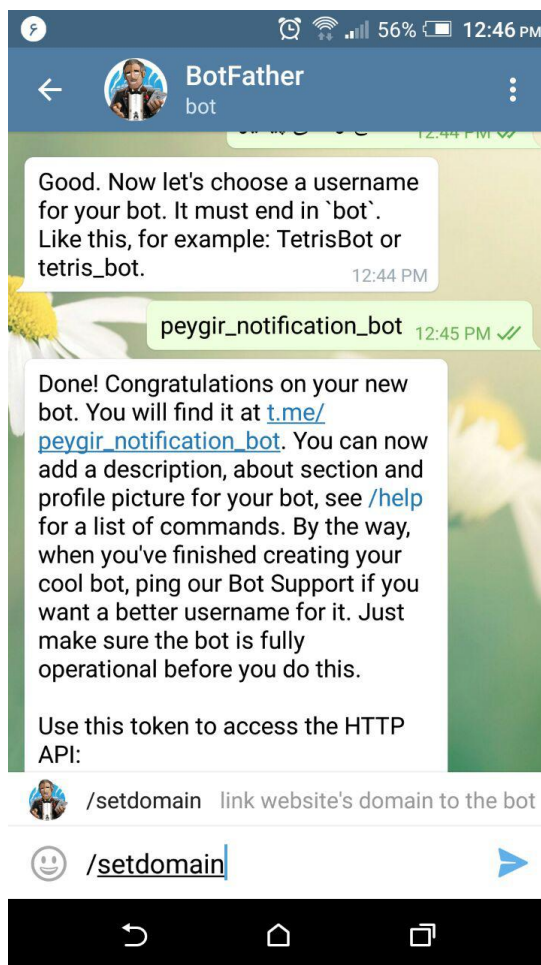 ۶
56%
12:46 PM
BotFather
bot
12:44 PM
Good. Now let's choose a username
for your bot. It must end in `bot`.
Like this, for example: TetrisBot or
tetris_bot.
12:44 PM
peygir_notification_bot
12:45 PM
Done! Congratulations on your new
bot. You will find it at t.me/
peygir_notification_bot. You can now
add a description, about section and
profile picture for your bot, see /help
for a list of commands. By the way,
when you've finished creating your
cool bot, ping our Bot Support if you
want a better username for it. Just
make sure the bot is fully
operational before you do this.
Use this token to access the HTTP
API:
/setdomain link website's domain to the bot
/setdomain